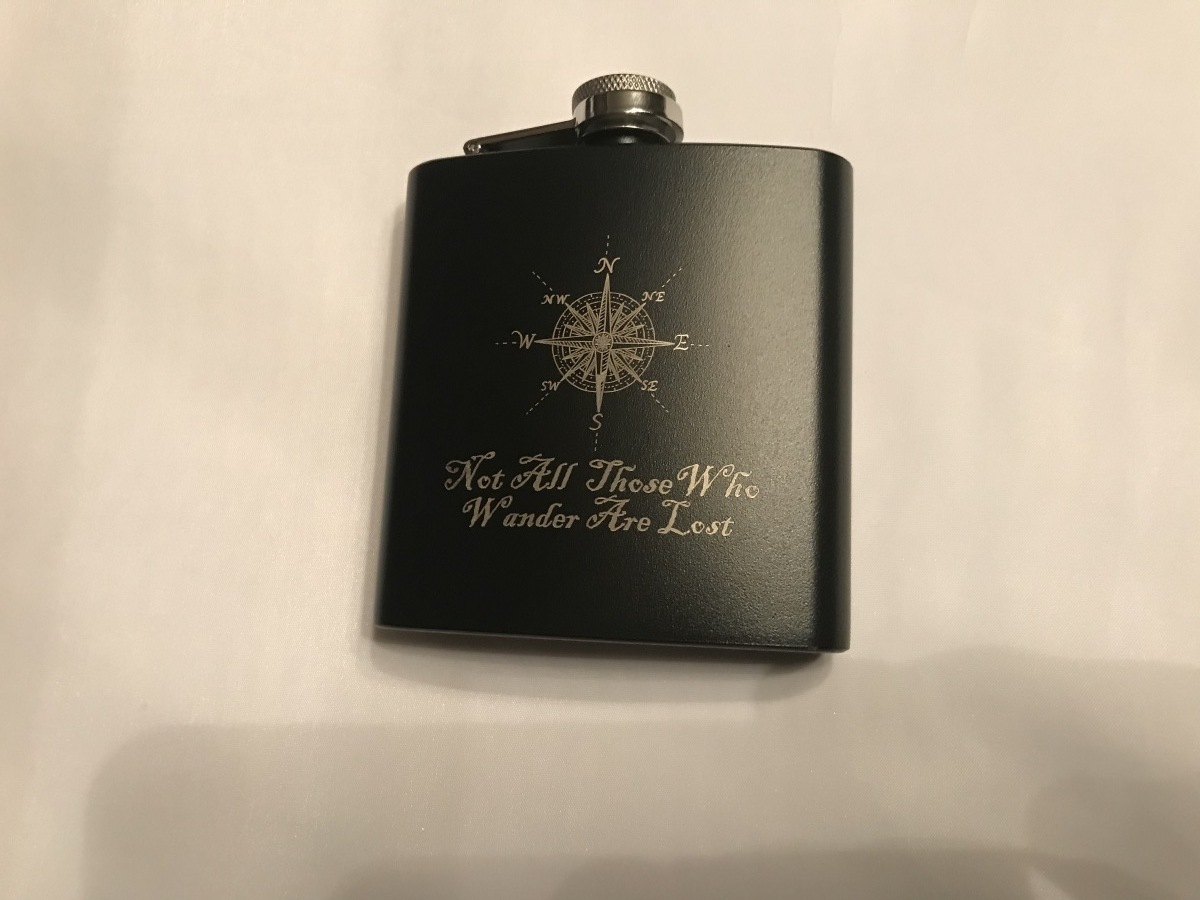 N
NW NE
W E
SW SE
S
Not All Those Who
Wander Are Lost